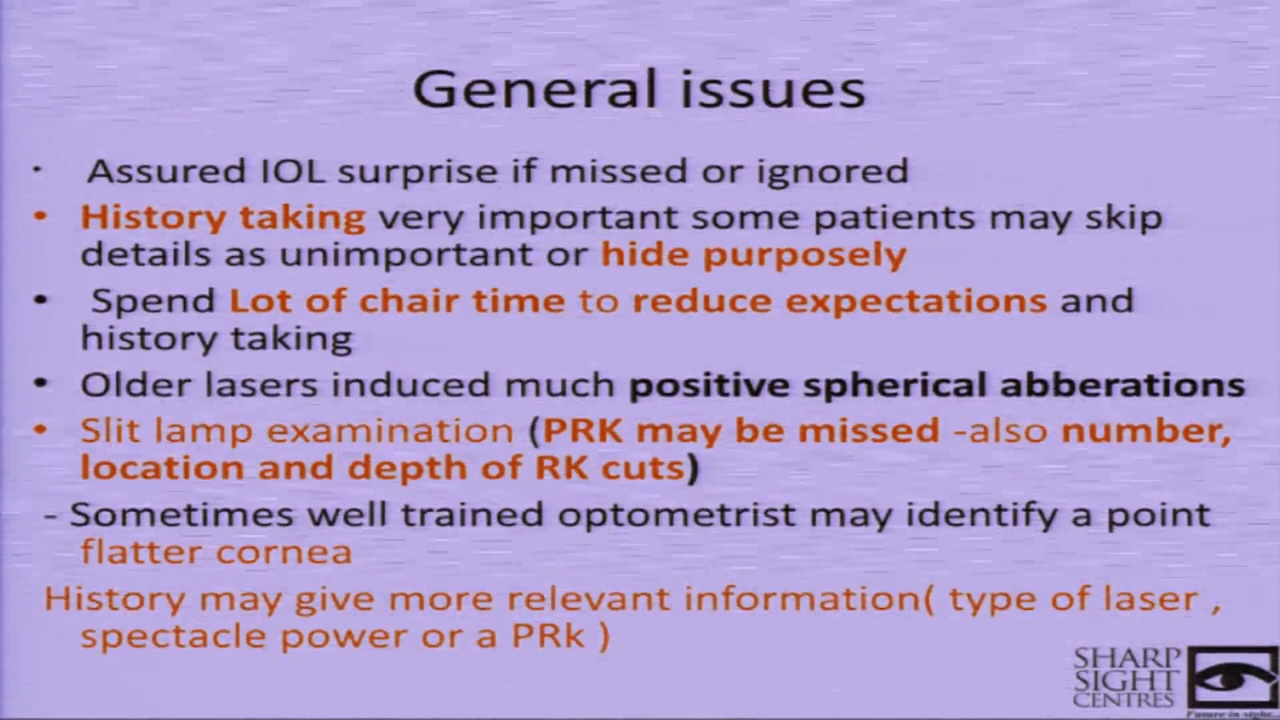 General issues
· Assured IOL surprise if missed or ignored
• History taking very important some patients may skip
details as unimportant or hide purposely
• Spend Lot of chair time to reduce expectations and
history taking
• Older lasers induced much positive spherical abberations
• Slit lamp examination (PRK may be missed -also number,
location and depth of RK cuts)
- Sometimes well trained optometrist may identify a point
flatter cornea
History may give more relevant information( type of laser ,
spectacle power or a PRk )
SHARP
SIGHT
CENTRES
Future in sight..